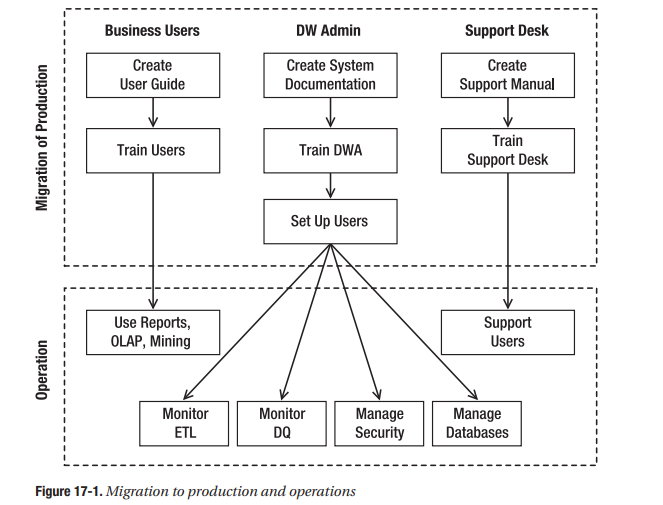 Business Users
DW Admin
Support Desk
Migration of Production
Create
User Guide
Create System
Documentation
Create
Support Manual
Train Users
Train DWA
Train
Support Desk
Set Up Users
Operation
Use Reports,
OLAP, Mining
Support
Users
Monitor
ETL
Monitor
DQ
Manage
Security
Manage
Databases
Figure 17-1. Migration to production and operations